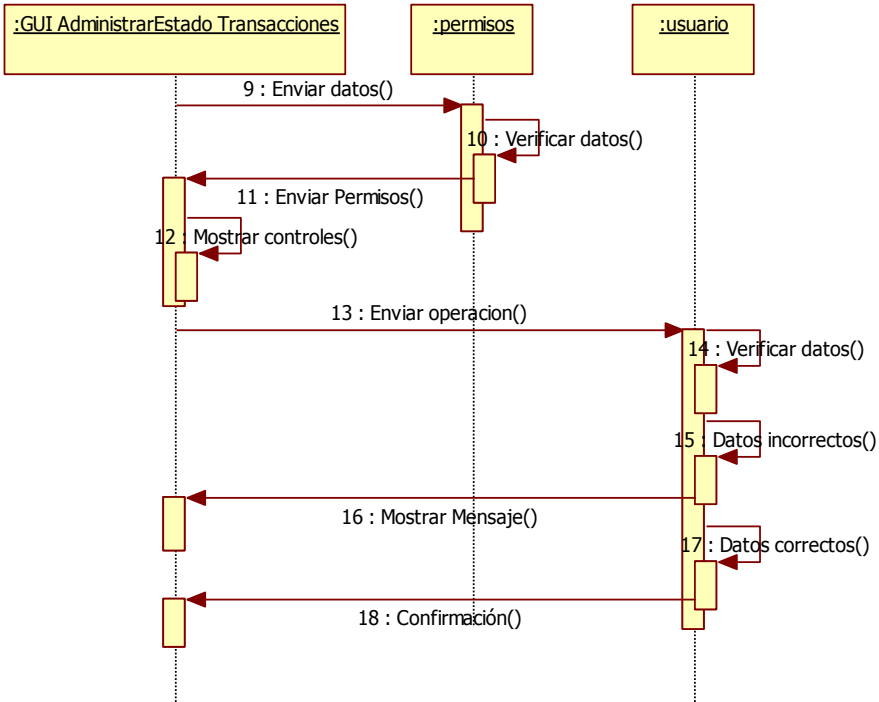 :GUI AdministrarEstado Transacciones
:permisos
:usuario
9 : Enviar datos()
10 : Verificar datos()
11 : Enviar Permisos()
12 : Mostrar controles()
13 : Enviar operacion()
14 : Verificar datos()
15 : Datos incorrectos()
16 : Mostrar Mensaje()
17 : Datos correctos()
18 : Confirmación()